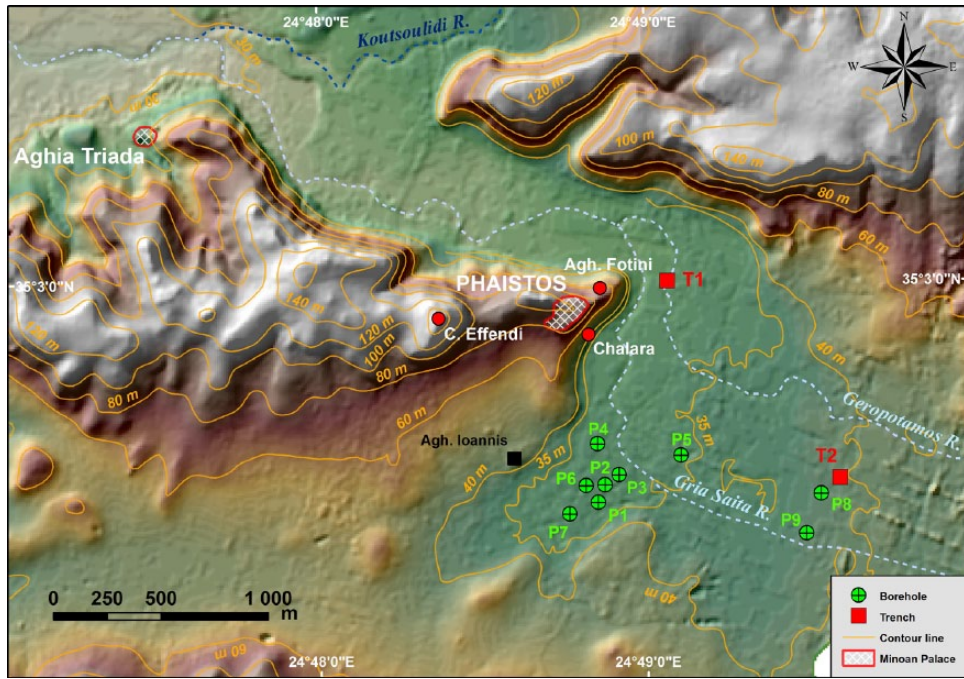 24°48'0"E
24°49'0"E
Koutsoulidi R.
N
W
E
S
40 m
120 m
100 m
140 m
80 m
60 m
Aghia Triada
Agh. Fotini
PHAISTOS
T1
35°3'0"N
35°3'0"N
140 m
120 m
120 m
100 m
C. Effendi
Chalara
80 m
80 m
60 m
40 m
Geropotamos R.
35 m
Agh. Ioannis
P4
P5
T2
40 m
35 m
P6
P2
P3
Gria Saita R.
P8
P1
P7
P9
40 m
0 250 500 1 000
m
Borehole
Trench
Contour line
Minoan Palace
60 m
24°48'0"E
24°49'0"E